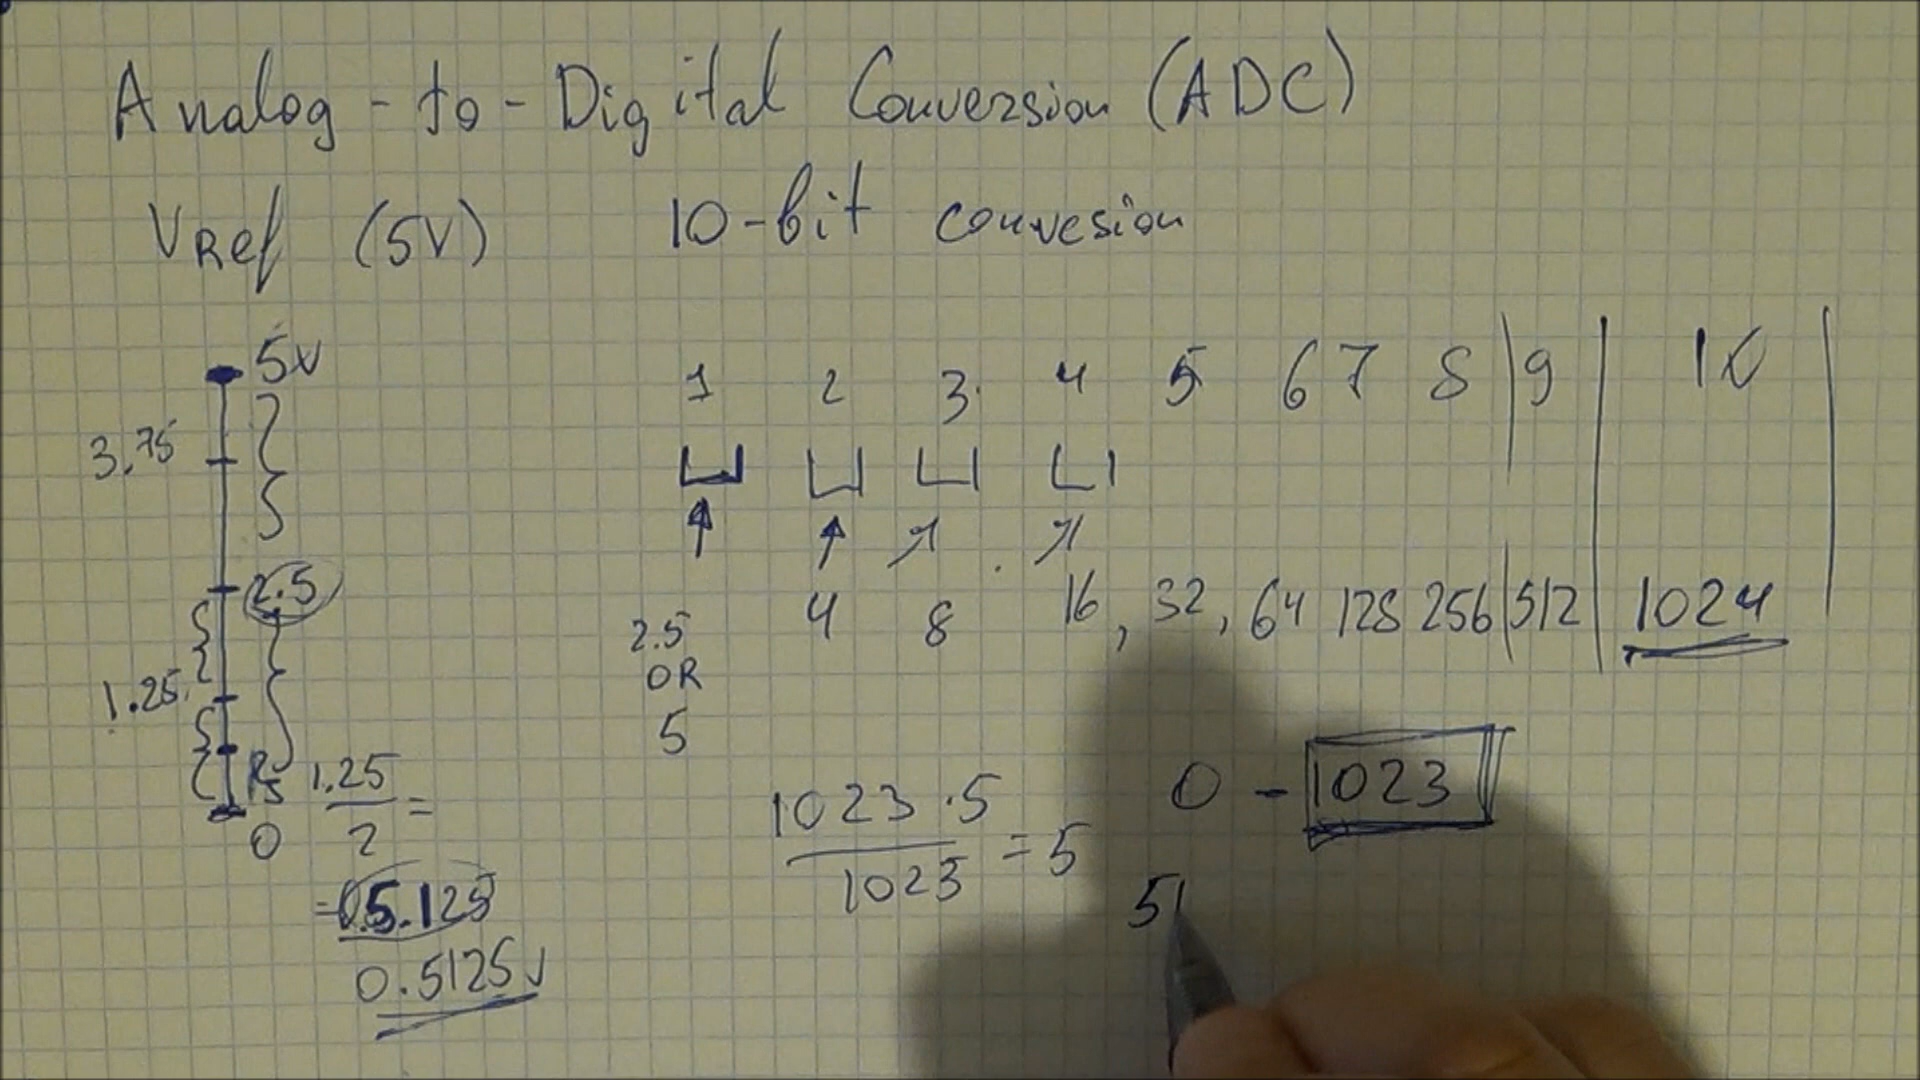 Analog-to-Digital Conversion (ADC)
VRef (5V) 10-bit convesion
5V
3.75
2.5
1.25
0
1.25
2 =
=0.5.125
0.5125V
1 2 3. 4 5 6 7 8 9 10
4 8 16, 32, 64 128 256 512 1024
2.5
OR
5
1023 .5
1023 = 5
0 - 1023
51